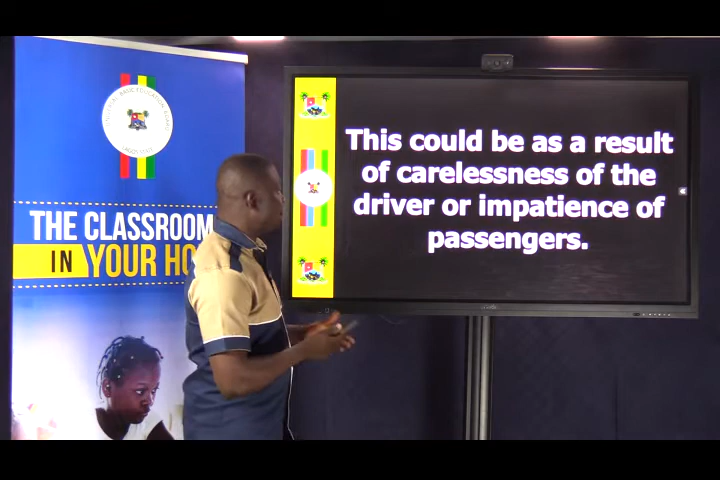 THE CLASSROOM
IN YOUR HO
This could be as a result
of carelessness of the
driver or impatience of
passengers.